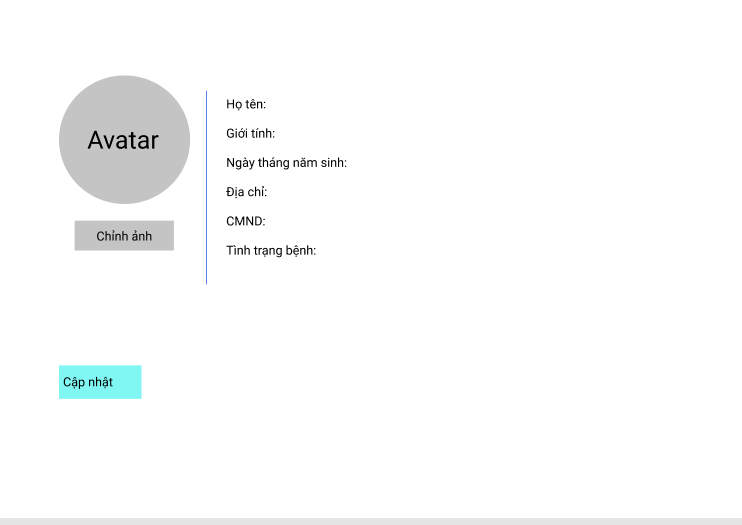 Avatar
Chỉnh ảnh
Họ tên:
Giới tính:
Ngày tháng năm sinh:
Địa chỉ:
CMND:
Tình trạng bệnh:
Cập nhật